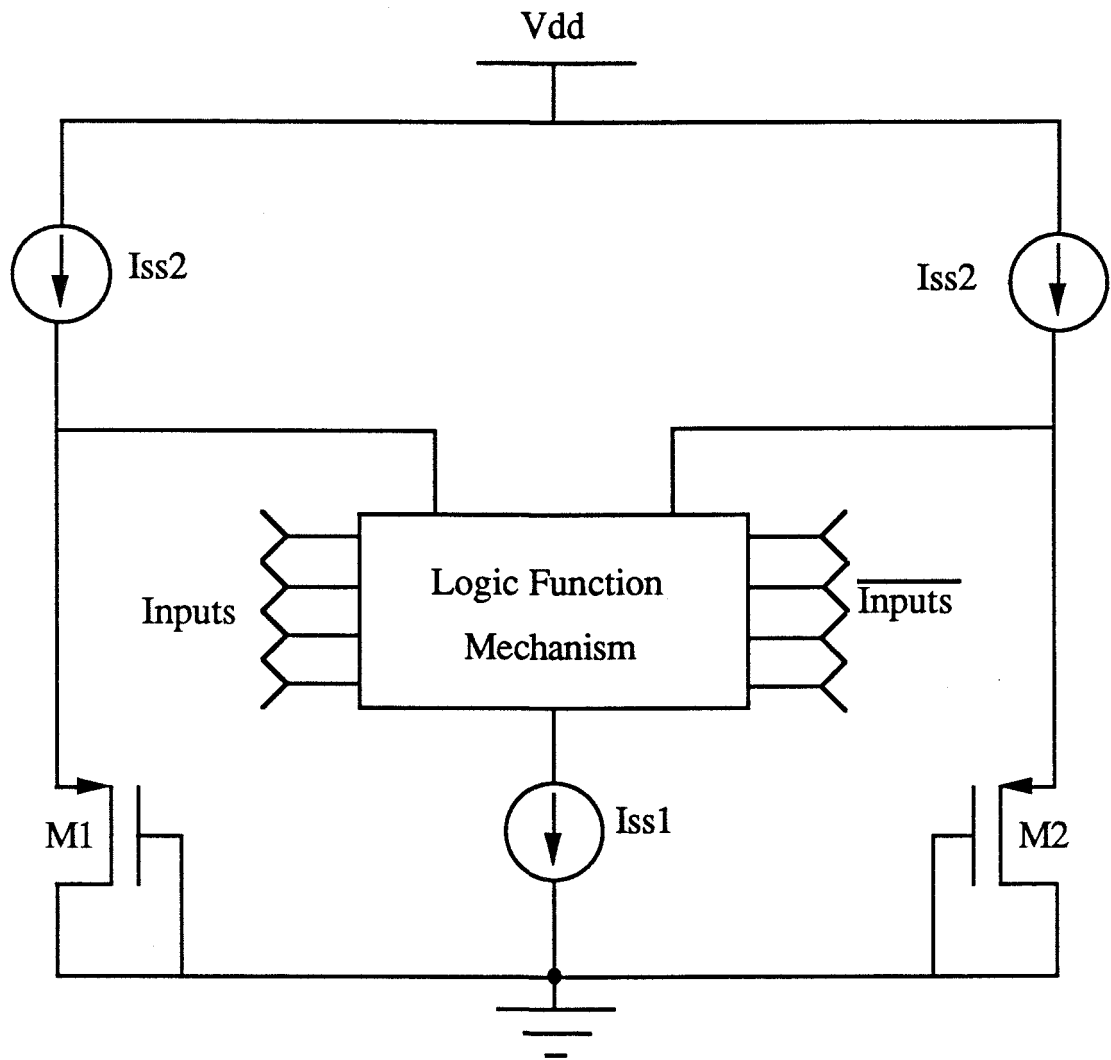 Vdd
Iss2
Iss2
Logic Function
Mechanism
Inputs
Inputs
Iss1
M1
M2